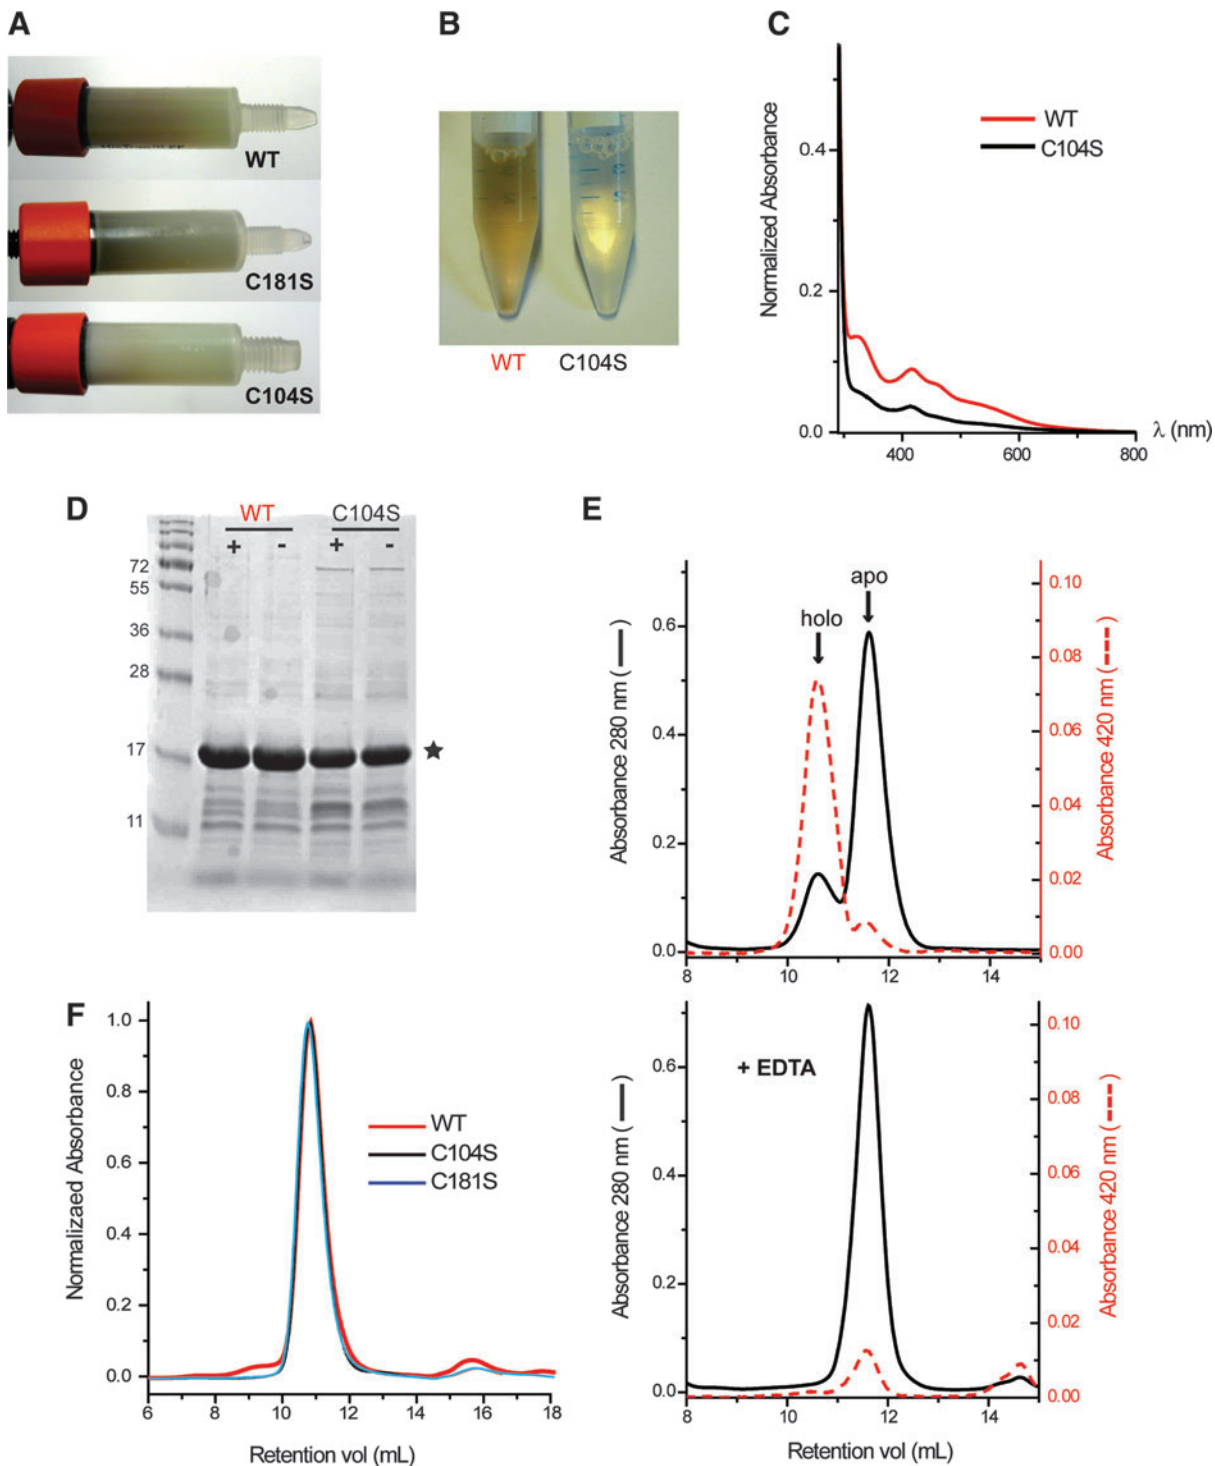 A
WT
C181S
C104S
B
WT C104S
C
Normalized Absorbance
0.4
0.2
0.0
400 600 800
λ (nm)
WT
C104S
D
WT C104S
+ - + -
72
55
36
28
17
11
★
E
holo
apo
Absorbance 280 nm ( — )
0.6
0.4
0.2
0.0
8 10 12 14
Absorbance 420 nm ( --- )
0.10
0.08
0.06
0.04
0.02
0.00
F
Normalizaed Absorbance
1.0
0.8
0.6
0.4
0.2
0.0
6 8 10 12 14 16 18
Retention vol (mL)
WT
C104S
C181S
+ EDTA
Absorbance 280 nm ( — )
0.6
0.4
0.2
0.0
8 10 12 14
Retention vol (mL)
Absorbance 420 nm ( --- )
0.10
0.08
0.06
0.04
0.02
0.00